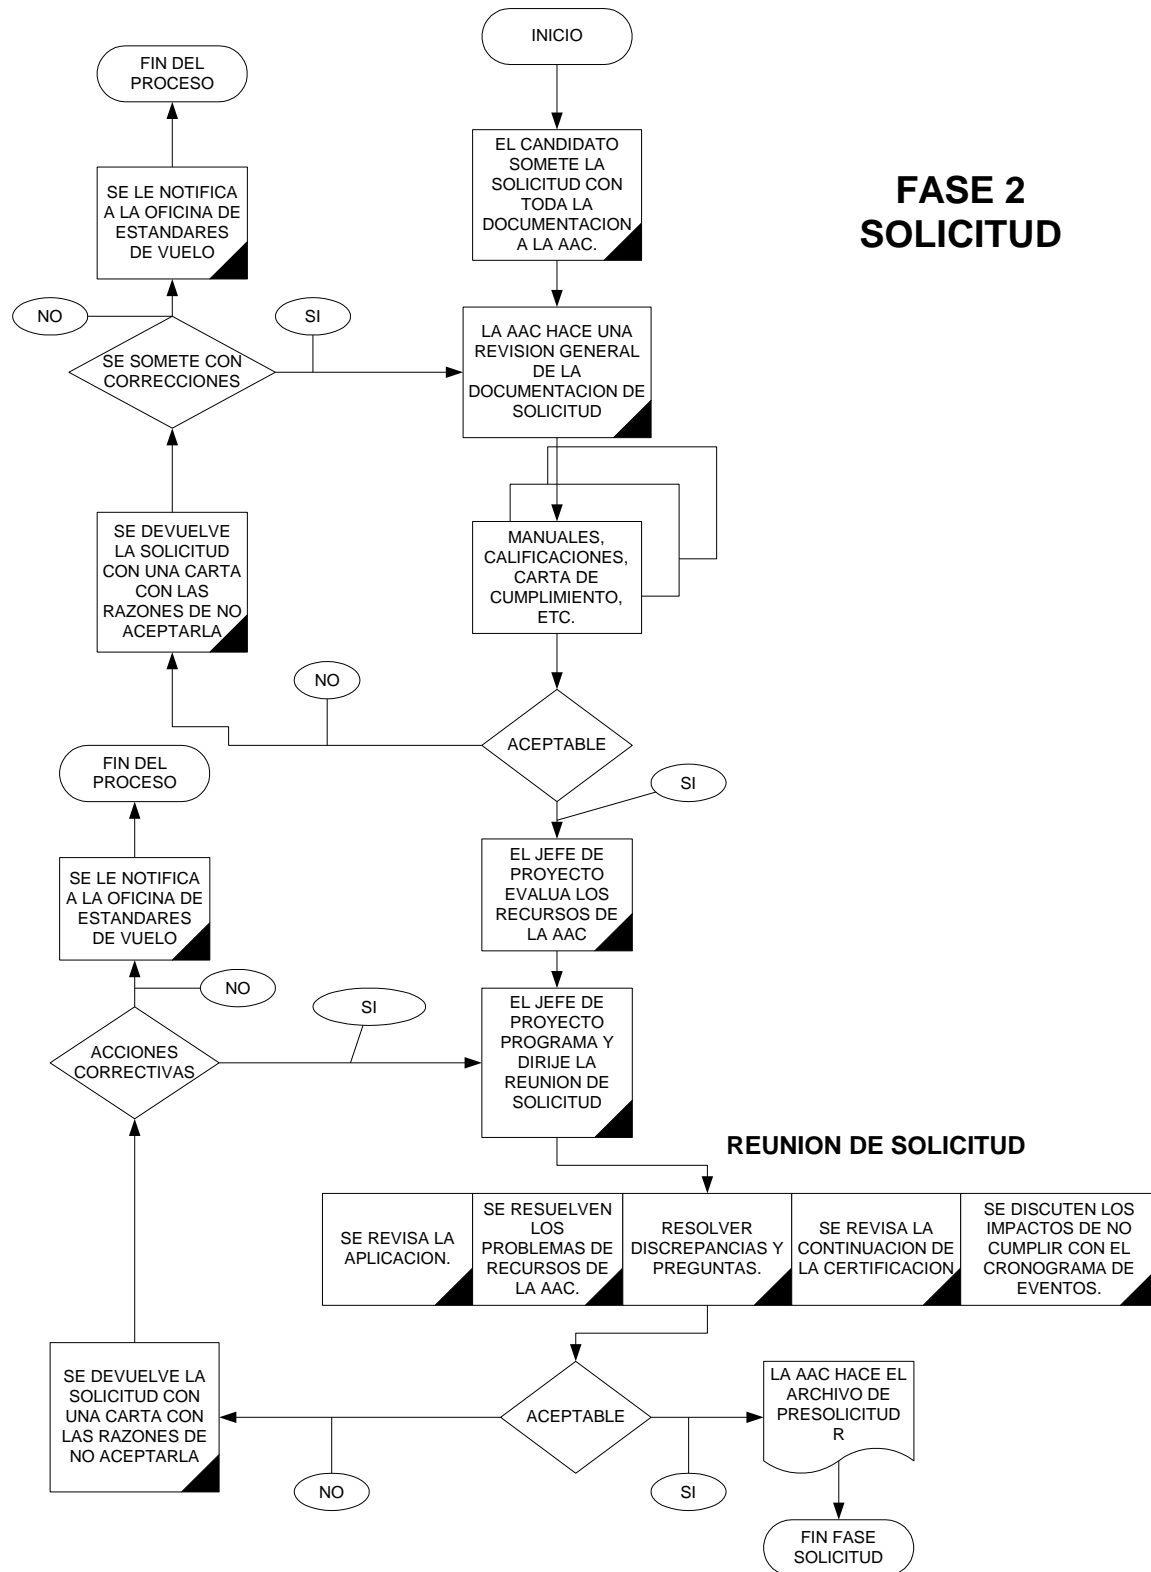 INICIO
FIN DEL
PROCESO
EL CANDIDATO
SOMETE LA
SOLICITUD CON
TODA LA
DOCUMENTACION
A LA AAC.
FASE 2
SOLICITUD
SE LE NOTIFICA
A LA OFICINA DE
ESTANDARES
DE VUELO
NO
SI
SE SOMETE CON
CORRECCIONES
LA AAC HACE UNA
REVISION GENERAL
DE LA
DOCUMENTACION DE
SOLICITUD
SE DEVUELVE
LA SOLICITUD
CON UNA CARTA
CON LAS
RAZONES DE NO
ACEPTARLA
MANUALES,
CALIFICACIONES,
CARTA DE
CUMPLIMIENTO,
ETC.
NO
ACEPTABLE
FIN DEL
PROCESO
SI
EL JEFE DE
PROYECTO
EVALUA LOS
RECURSOS DE
LA AAC
SE LE NOTIFICA
A LA OFICINA DE
ESTANDARES
DE VUELO
NO
SI
ACCIONES
CORRECTIVAS
EL JEFE DE
PROYECTO
PROGRAMA Y
DIRIJE LA
REUNION DE
SOLICITUD
REUNION DE SOLICITUD
SE REVISA LA
APLICACION.
SE RESUELVEN
LOS
PROBLEMAS DE
RECURSOS DE
LA AAC.
RESOLVER
DISCREPANCIAS Y
PREGUNTAS.
SE REVISA LA
CONTINUACION DE
LA CERTIFICACION
SE DISCUTEN LOS
IMPACTOS DE NO
CUMPLIR CON EL
CRONOGRAMA DE
EVENTOS.
SE DEVUELVE LA
SOLICITUD CON
UNA CARTA CON
LAS RAZONES DE
NO ACEPTARLA
ACEPTABLE
LA AAC HACE EL
ARCHIVO DE
PRESOLICITUD
R
NO
SI
FIN FASE
SOLICITUD